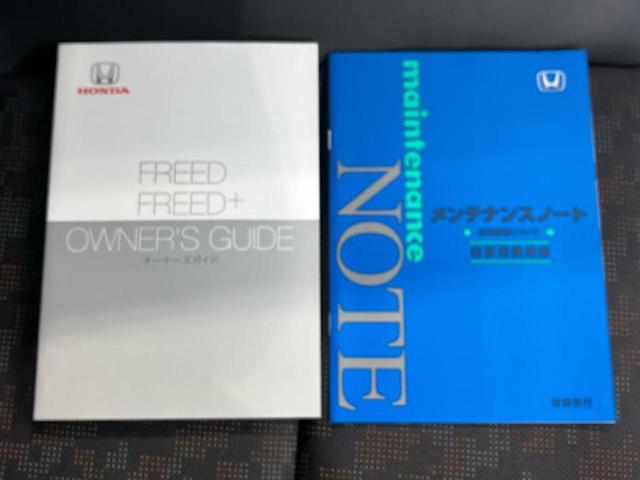 HONDA
FREED
FREED+
OWNER'S GUIDE
オーナーズガイド
maintenance
NOTE
メンテナンスノート